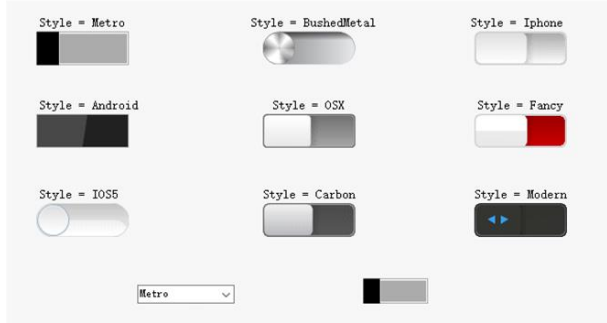 Style = Metro
Style = BushedMetal
Style = Iphone
Style = Android
Style = OSX
Style = Fancy
Style = IOS5
Style = Carbon
Style = Modern
Metro